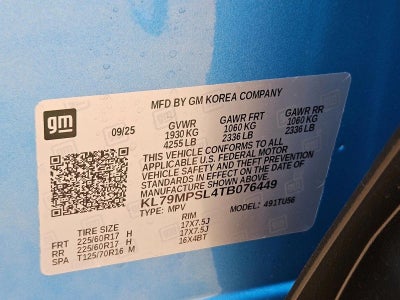 gm
MFD BY GM KOREA COMPANY
09/25 GVWR GAWR FRT GAWR RR
1930 KG 1060 KG 1060 KG
4255 LB 2336 LB 2336 LB
THIS VEHICLE CONFORMS TO ALL
APPLICABLE U.S. FEDERAL MOTOR
VEHICLE SAFETY AND THEFT PREVENTION
STANDARDS IN EFFECT ON THE DATE OF
MANUFACTURE SHOWN ABOVE.
KL79MPSL4TB076449
TYPE: MPV MODEL: 491TU56
TIRE SIZE RIM
FRT 225/60R17 H 17X7.5J
RR 225/60R17 H 17X7.5J
SPA T125/70R16 M 16X4BT